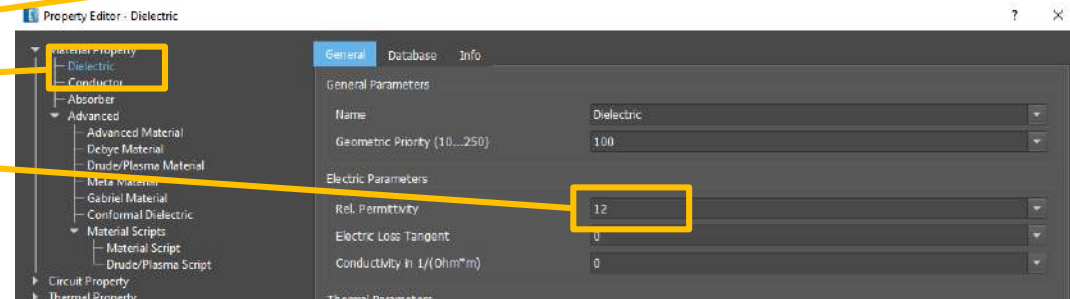 Property Editor - Dielectric
? ×
Material Property
Dielectric
Conductor
Absorber
Advanced
Advanced Material
Debye Material
Drude/Plasma Material
Meta Material
Gabriel Material
Conformal Dielectric
Material Scripts
Material Script
Drude/Plasma Script
Circuit Property
Thermal Property
General Database Info
General Parameters
Name Dielectric
Geometric Priority (10...250) 100
Electric Parameters
Rel. Permittivity 12
Electric Loss Tangent 0
Conductivity in 1/(Ohm*m) 0
Thermal Parameters